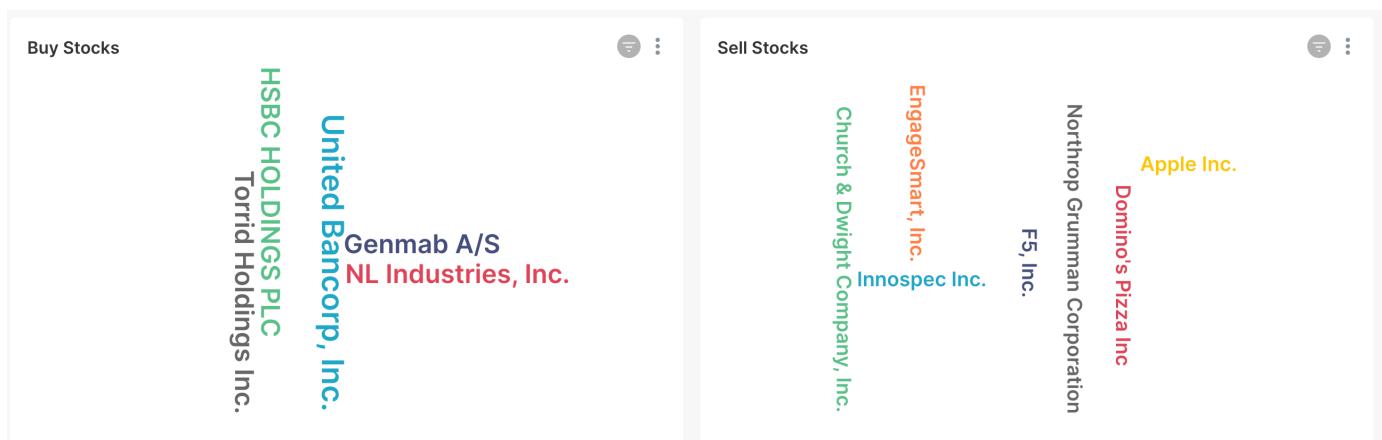 Buy Stocks
HSBC HOLDINGS PLC
Torrid Holdings Inc.
United Bancorp, Inc.
Genmab A/S
NL Industries, Inc.
Sell Stocks
Church & Dwight Company, Inc.
EngageSmart, Inc.
Innospec Inc.
F5, Inc.
Northrop Grumman Corporation
Domino's Pizza Inc
Apple Inc.